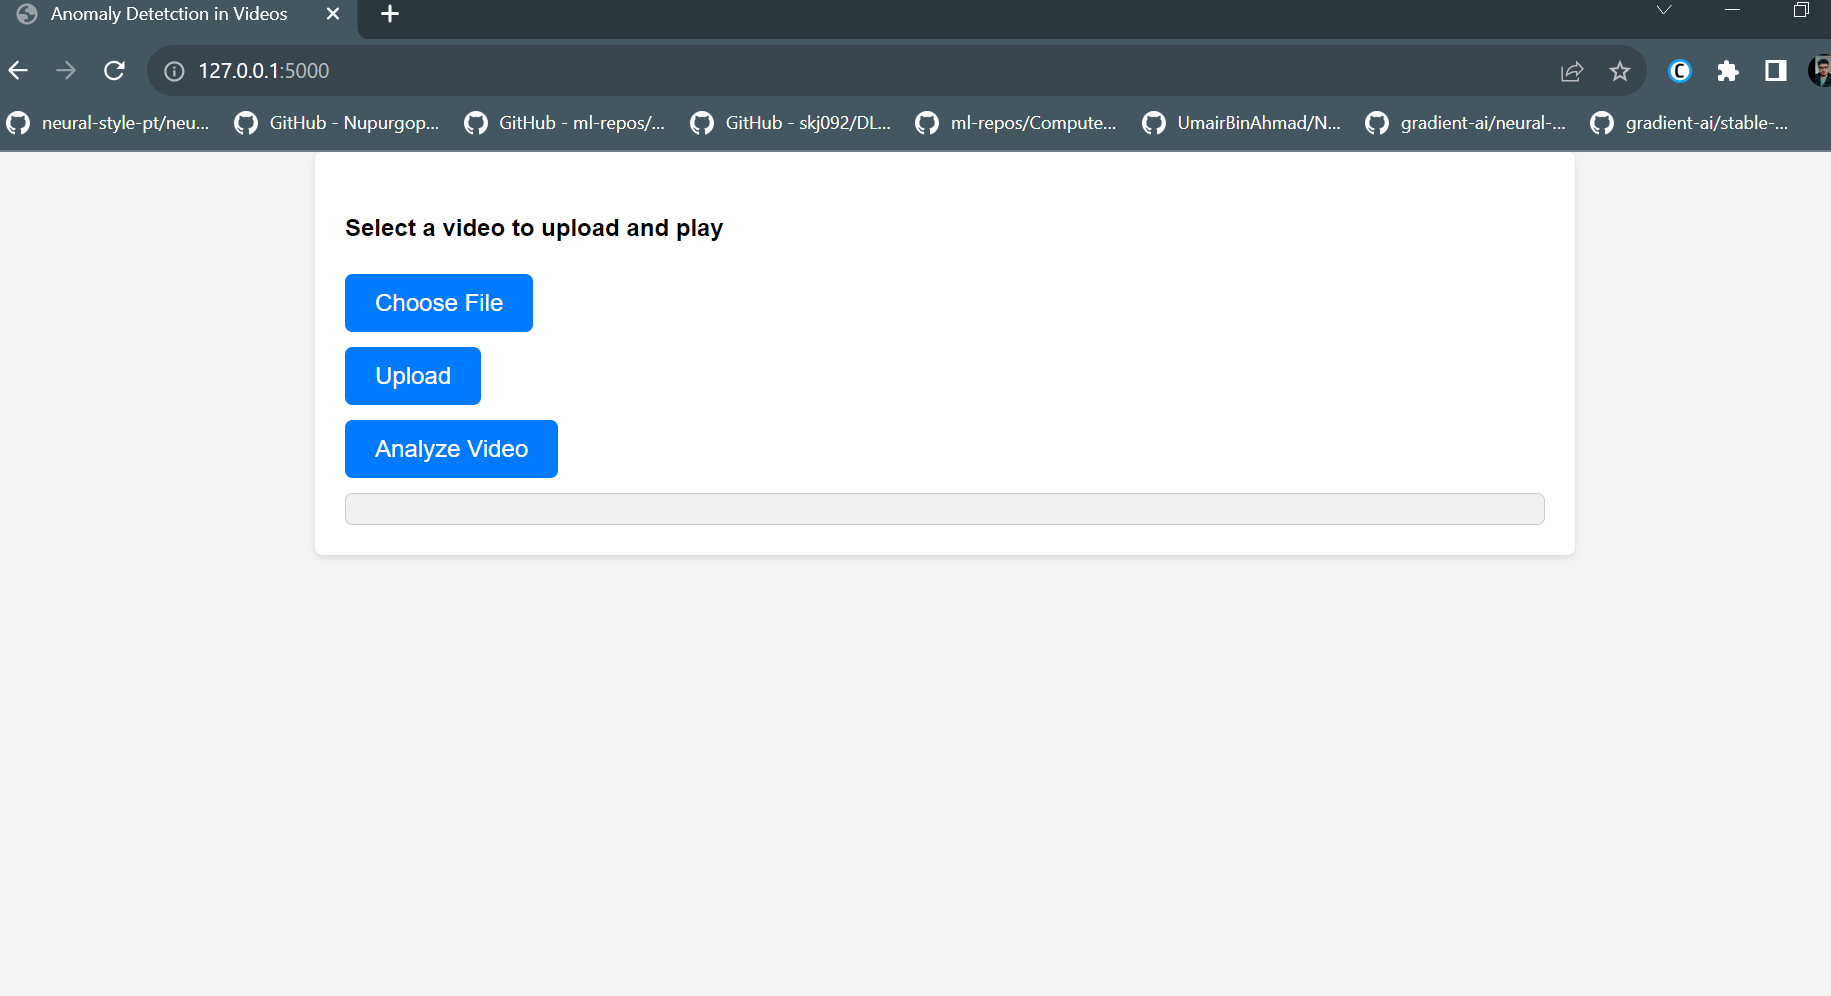 Anomaly Detetction in Videos
127.0.0.1:5000
neural-style-pt/neu... GitHub - Nupurgop... GitHub - ml-repos/... GitHub - skj092/DL... ml-repos/Compute... UmairBinAhmad/N... gradient-ai/neural-... gradient-ai/stable-...
Select a video to upload and play
Choose File
Upload
Analyze Video